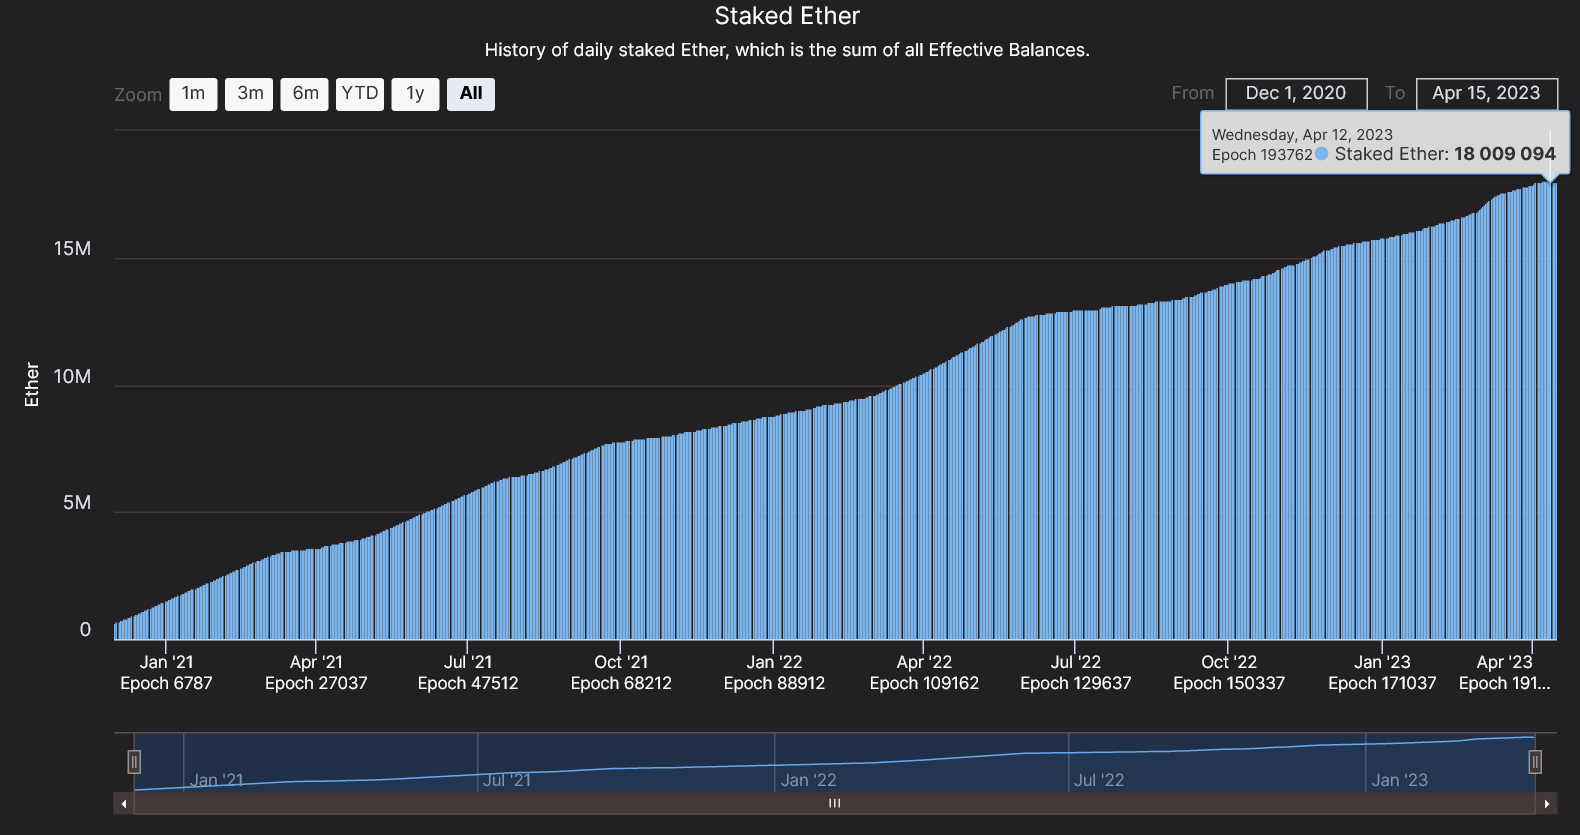 Staked Ether
History of daily staked Ether, which is the sum of all Effective Balances.
Zoom 1m 3m 6m YTD 1y All From Dec 1, 2020 To Apr 15, 2023
Wednesday, Apr 12, 2023
Epoch 193762 Staked Ether: 18 009 094
Ether
15M
10M
5M
0
Jan '21 Apr '21 Jul '21 Oct '21 Jan '22 Apr '22 Jul '22 Oct '22 Jan '23 Apr '23
Epoch 6787 Epoch 27037 Epoch 47512 Epoch 68212 Epoch 88912 Epoch 109162 Epoch 129637 Epoch 150337 Epoch 171037 Epoch 191...
Jan '21 Jul '21 Jan '22 Jul '22 Jan '23